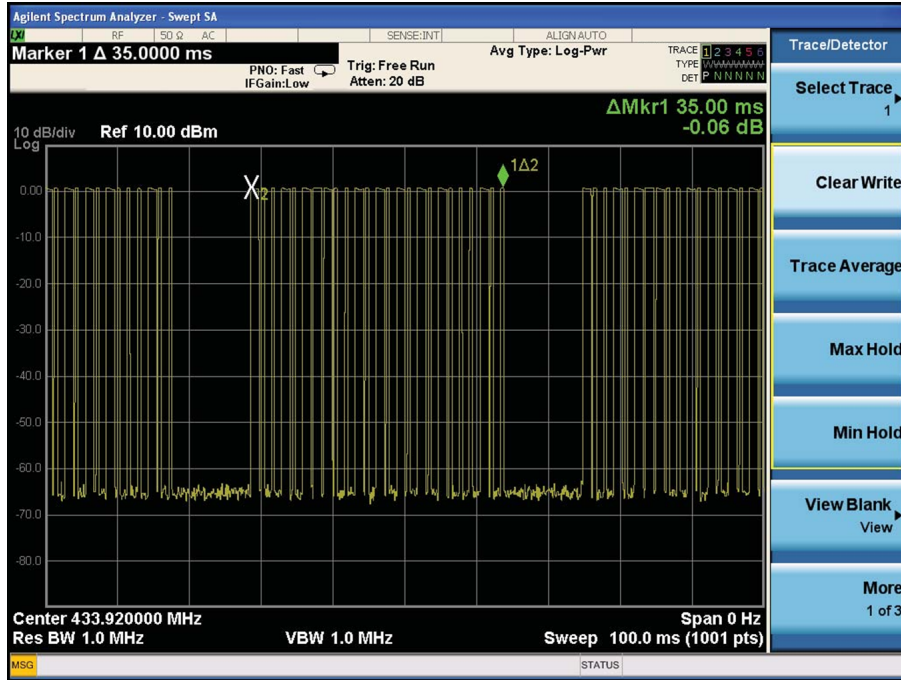 Agilent Spectrum Analyzer - Swept SA
LXI RF 50 Ω AC SENSE:INT ALIGN AUTO
Marker 1 Δ 35.0000 ms
PNO: Fast
IFGain:Low
Trig: Free Run
Atten: 20 dB
Avg Type: Log-Pwr
TRACE 1 2 3 4 5 6
TYPE
DET P N N N N N
ΔMkr1 35.00 ms
-0.06 dB
10 dB/div Ref 10.00 dBm
Log
1Δ2
X2
0.00
-10.0
-20.0
-30.0
-40.0
-50.0
-60.0
-70.0
-80.0
Center 433.920000 MHz Span 0 Hz
Res BW 1.0 MHz VBW 1.0 MHz Sweep 100.0 ms (1001 pts)
MSG STATUS
Trace/Detector
Select Trace
1
Clear Write
Trace Average
Max Hold
Min Hold
View Blank
View
More
1 of 3